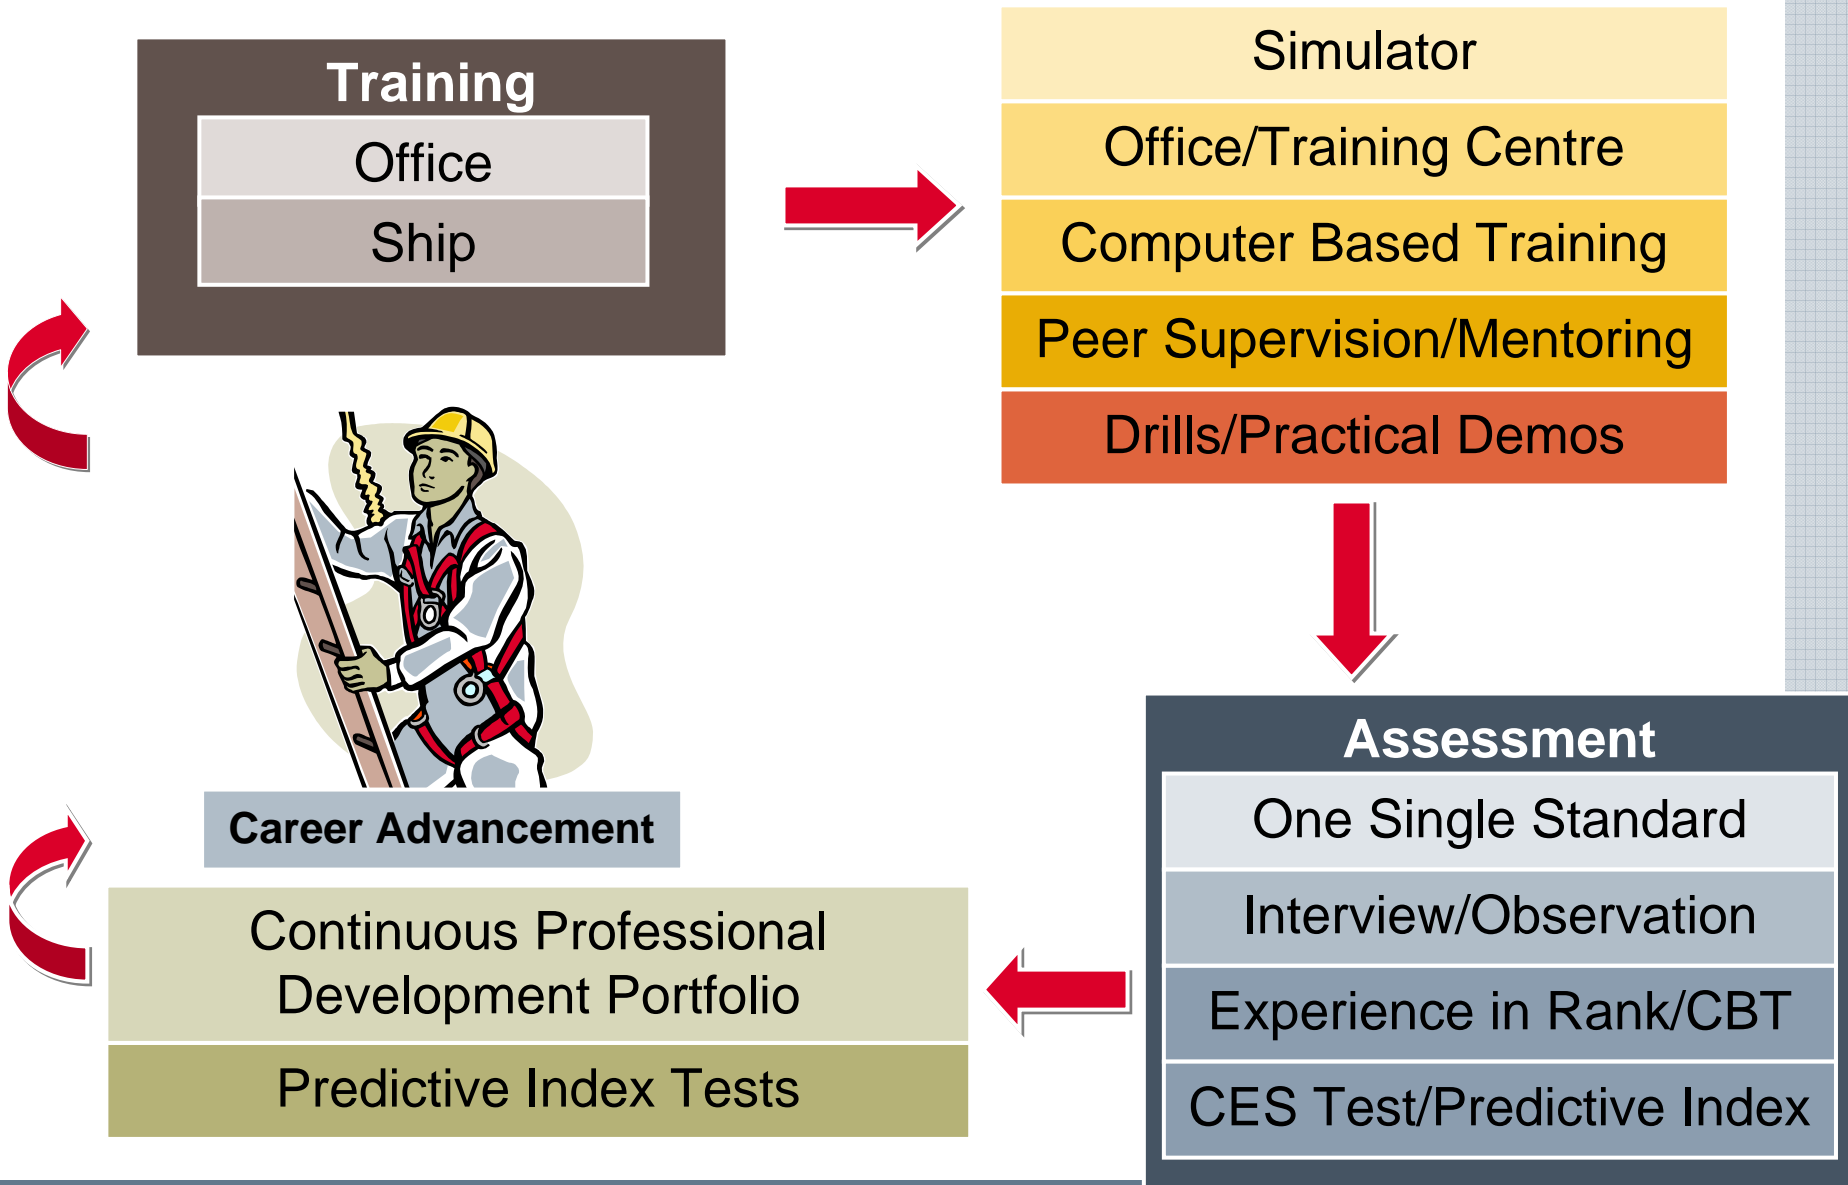 Training
Office
Ship
Simulator
Office/Training Centre
Computer Based Training
Peer Supervision/Mentoring
Drills/Practical Demos
Assessment
One Single Standard
Interview/Observation
Experience in Rank/CBT
CES Test/Predictive Index
Career Advancement
Continuous Professional
Development Portfolio
Predictive Index Tests